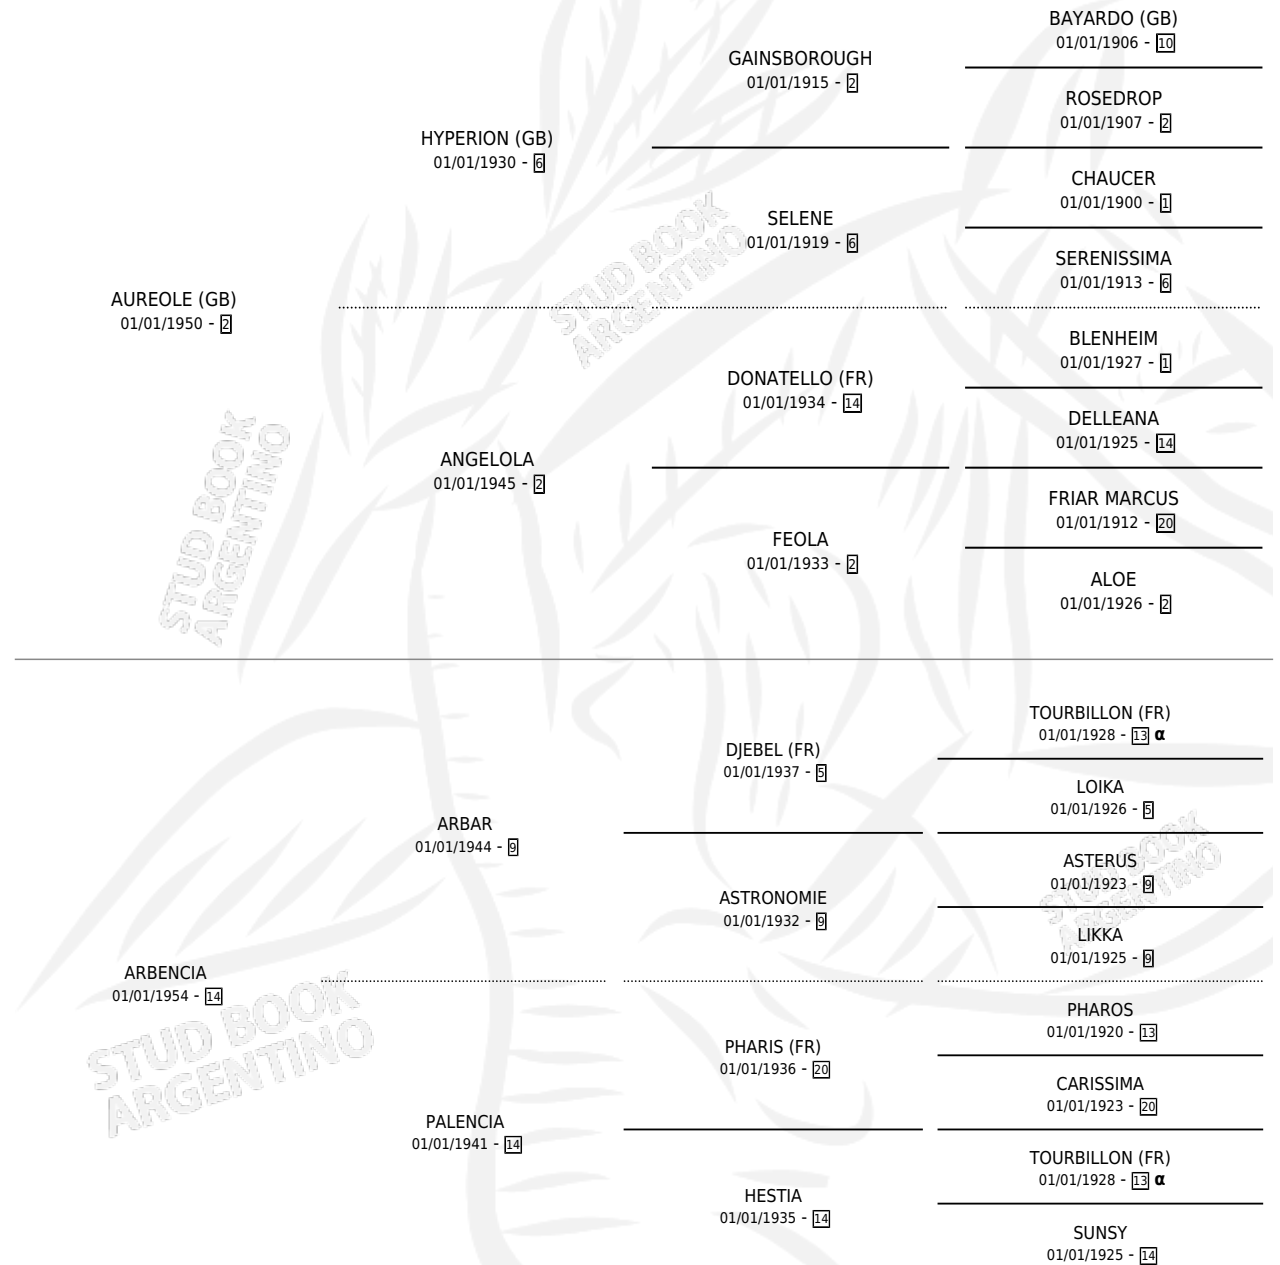 BAYARDO (GB)
01/01/1906 - 10
GAINSBOROUGH
01/01/1915 - 2
ROSEDROP
01/01/1907 - 2
HYPERION (GB)
01/01/1930 - 6
CHAUCER
01/01/1900 - 1
SELENE
01/01/1919 - 6
SERENISSIMA
01/01/1913 - 6
AUREOLE (GB)
01/01/1950 - 2
BLENHEIM
01/01/1927 - 1
DONATELLO (FR)
01/01/1934 - 14
DELLEANA
01/01/1925 - 14
ANGELOLA
01/01/1945 - 2
FRIAR MARCUS
01/01/1912 - 20
FEOLA
01/01/1933 - 2
ALOE
01/01/1926 - 2
TOURBILLON (FR)
01/01/1928 - 13 α
DJEBEL (FR)
01/01/1937 - 5
LOIKA
01/01/1926 - 5
ARBAR
01/01/1944 - 9
ASTERUS
01/01/1923 - 9
ASTRONOMIE
01/01/1932 - 9
LIKKA
01/01/1925 - 9
ARBENCIA
01/01/1954 - 14
PHAROS
01/01/1920 - 13
PHARIS (FR)
01/01/1936 - 20
CARISSIMA
01/01/1923 - 20
PALENCIA
01/01/1941 - 14
TOURBILLON (FR)
01/01/1928 - 13 α
HESTIA
01/01/1935 - 14
SUNSY
01/01/1925 - 14
STUD BOOK
ARGENTINO
STUD BOOK
ARGENTINO
STUD BOOK
ARGENTINO
STUD BOOK
ARGENTINO